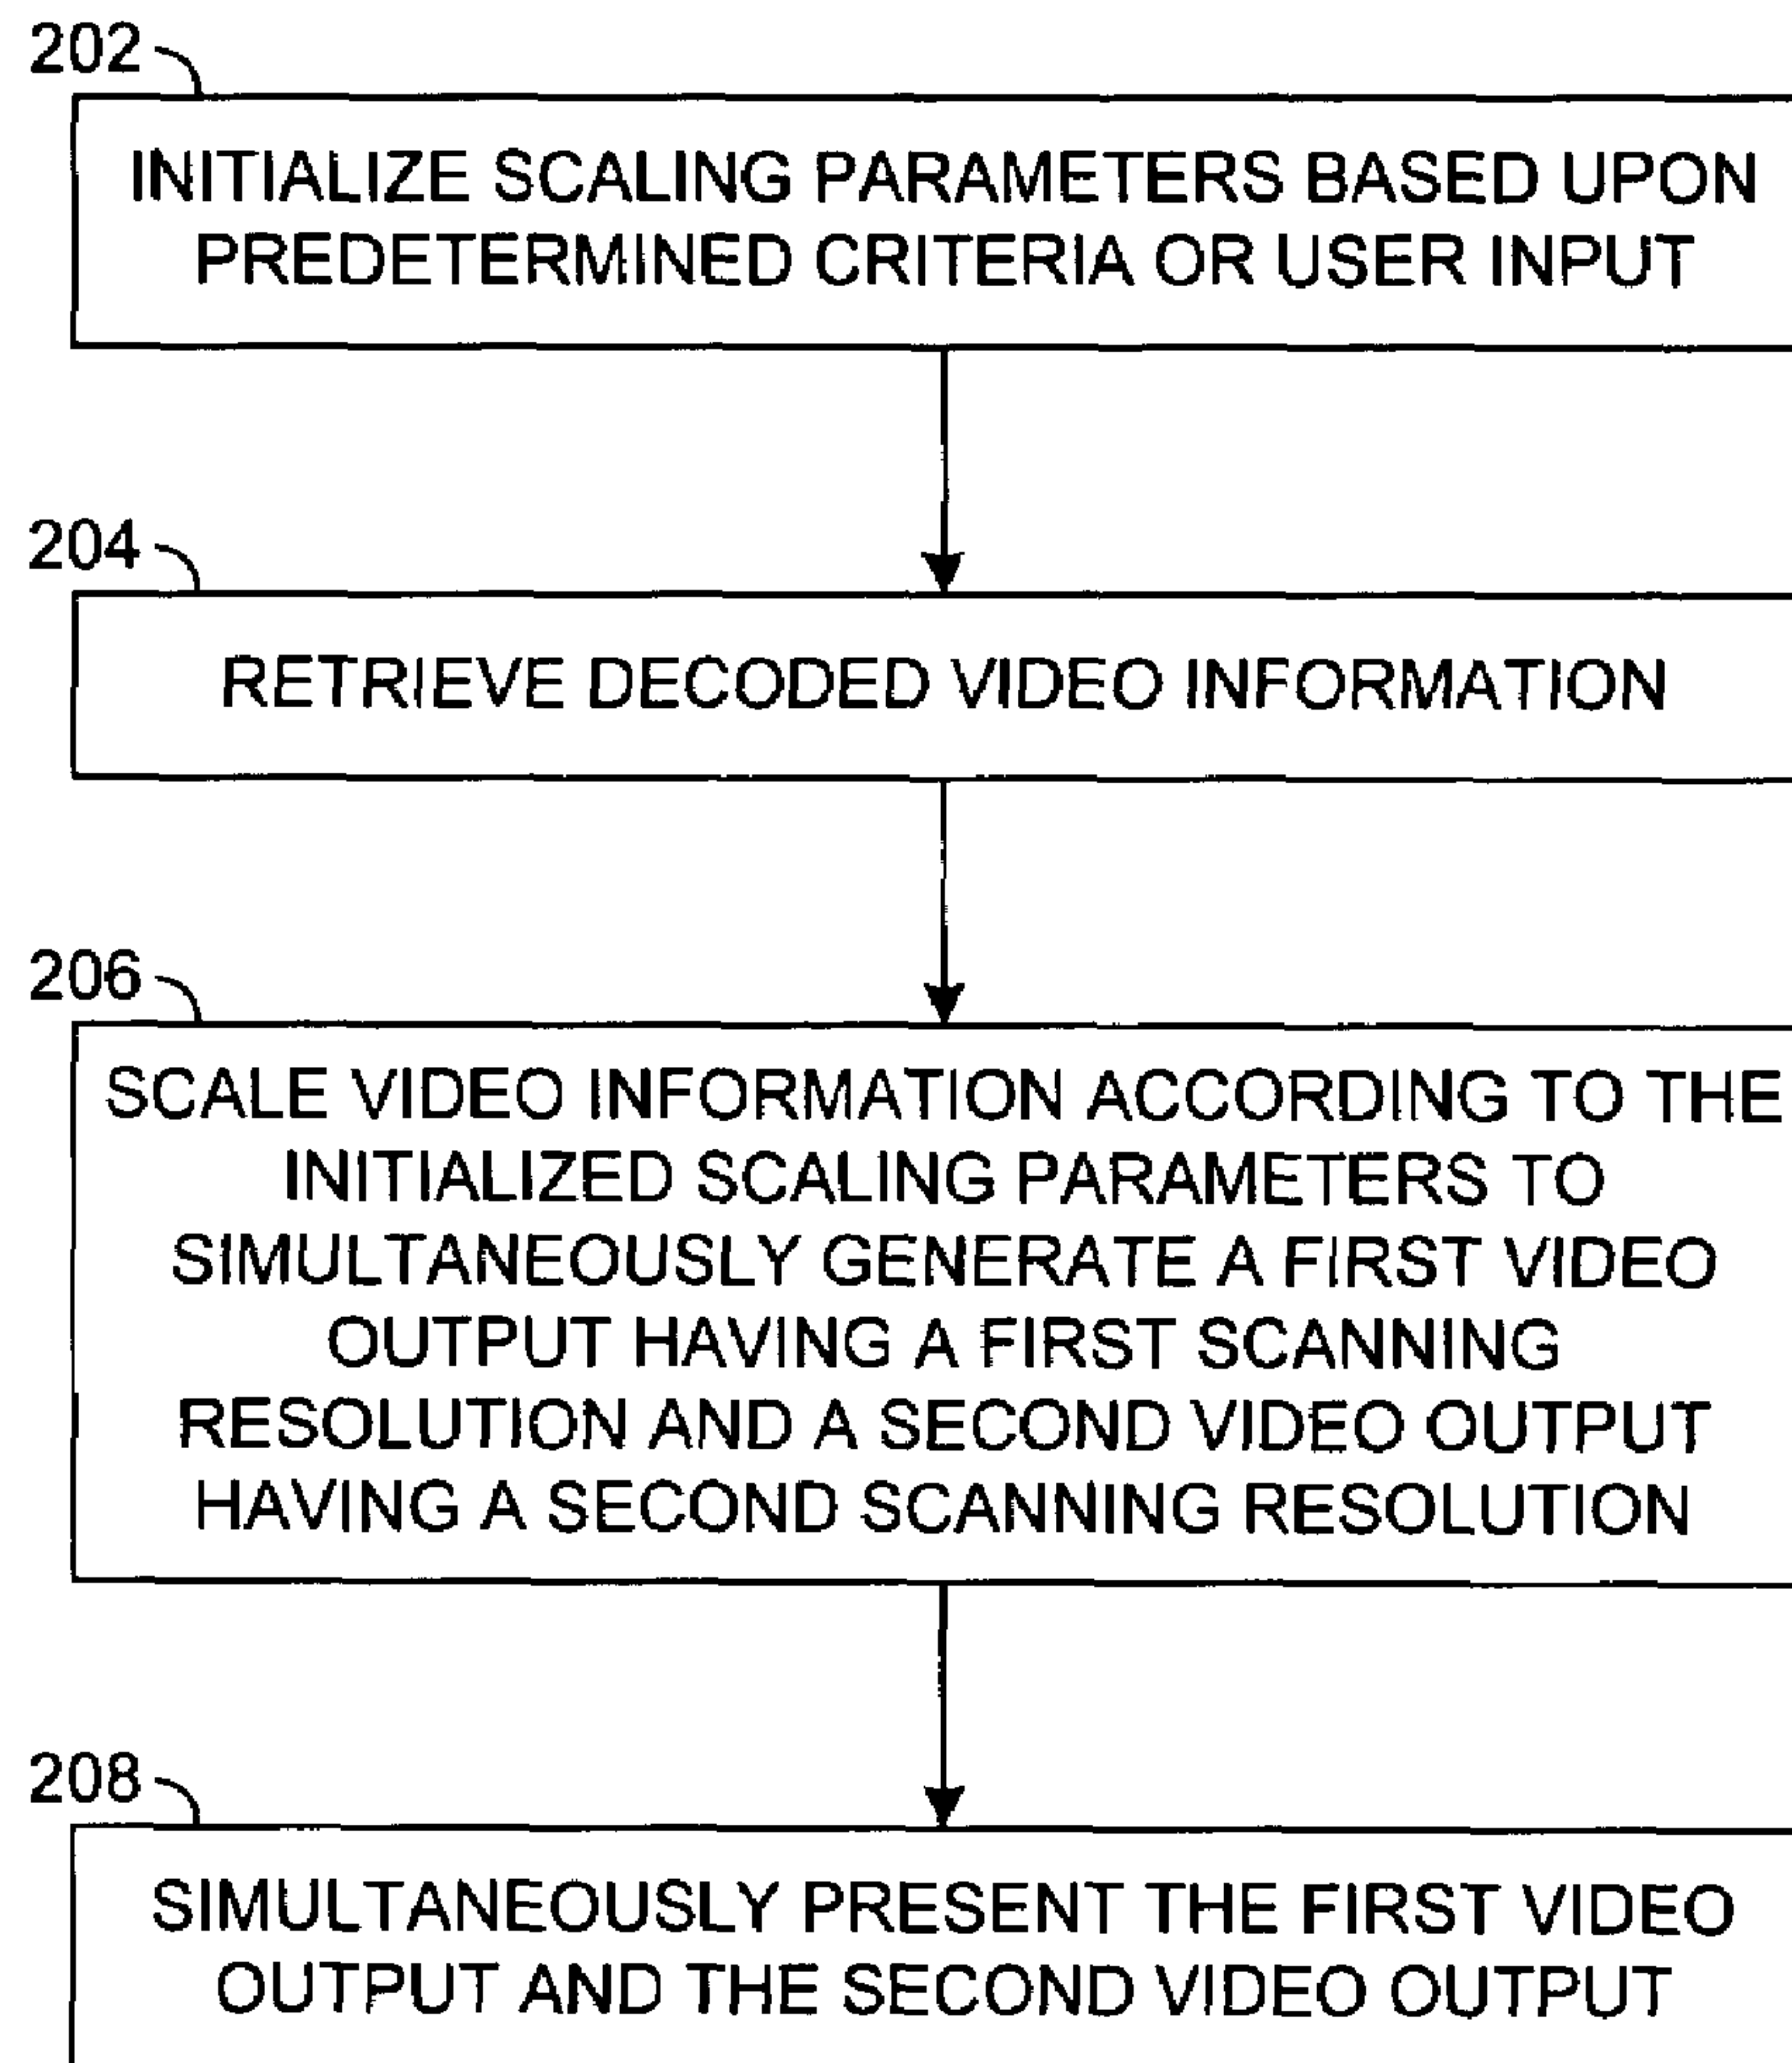 202
INITIALIZE SCALING PARAMETERS BASED UPON
PREDETERMINED CRITERIA OR USER INPUT
204
RETRIEVE DECODED VIDEO INFORMATION
206
SCALE VIDEO INFORMATION ACCORDING TO THE
INITIALIZED SCALING PARAMETERS TO
SIMULTANEOUSLY GENERATE A FIRST VIDEO
OUTPUT HAVING A FIRST SCANNING
RESOLUTION AND A SECOND VIDEO OUTPUT
HAVING A SECOND SCANNING RESOLUTION
208
SIMULTANEOUSLY PRESENT THE FIRST VIDEO
OUTPUT AND THE SECOND VIDEO OUTPUT